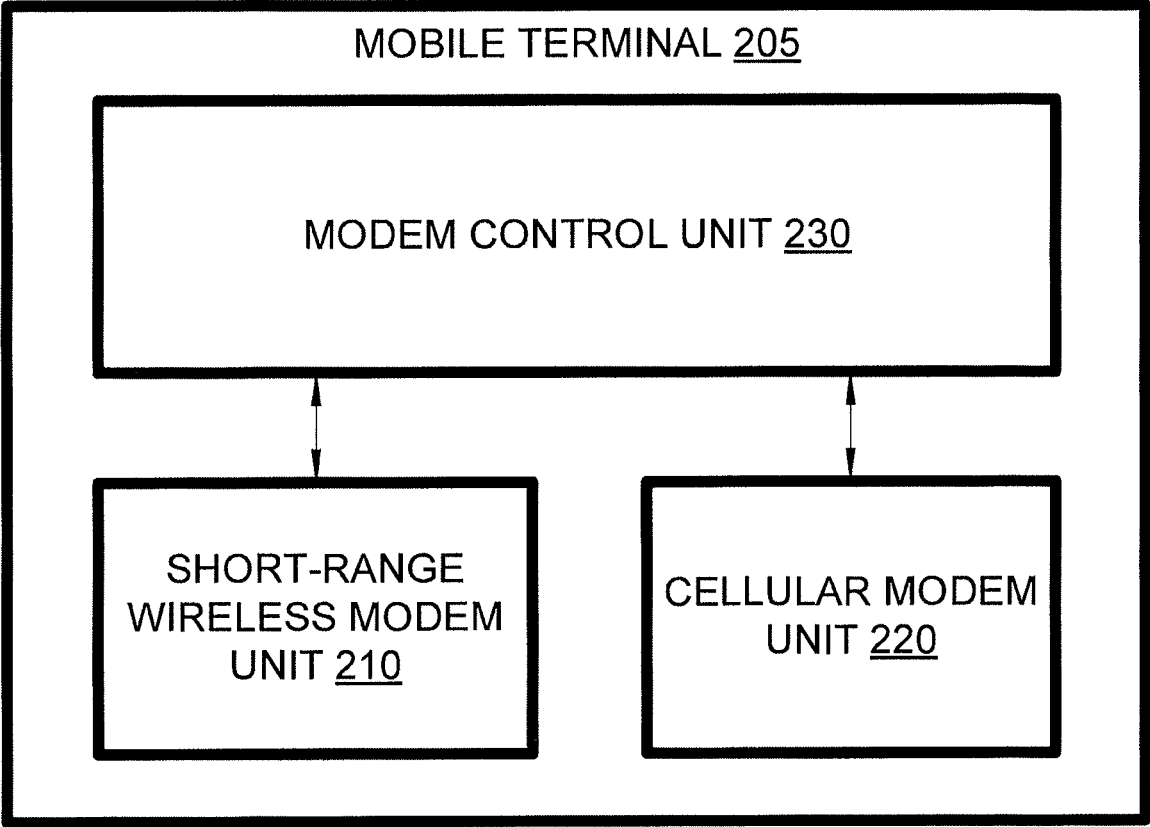 MOBILE TERMINAL 205
MODEM CONTROL UNIT 230
SHORT-RANGE
WIRELESS MODEM
UNIT 210
CELLULAR MODEM
UNIT 220